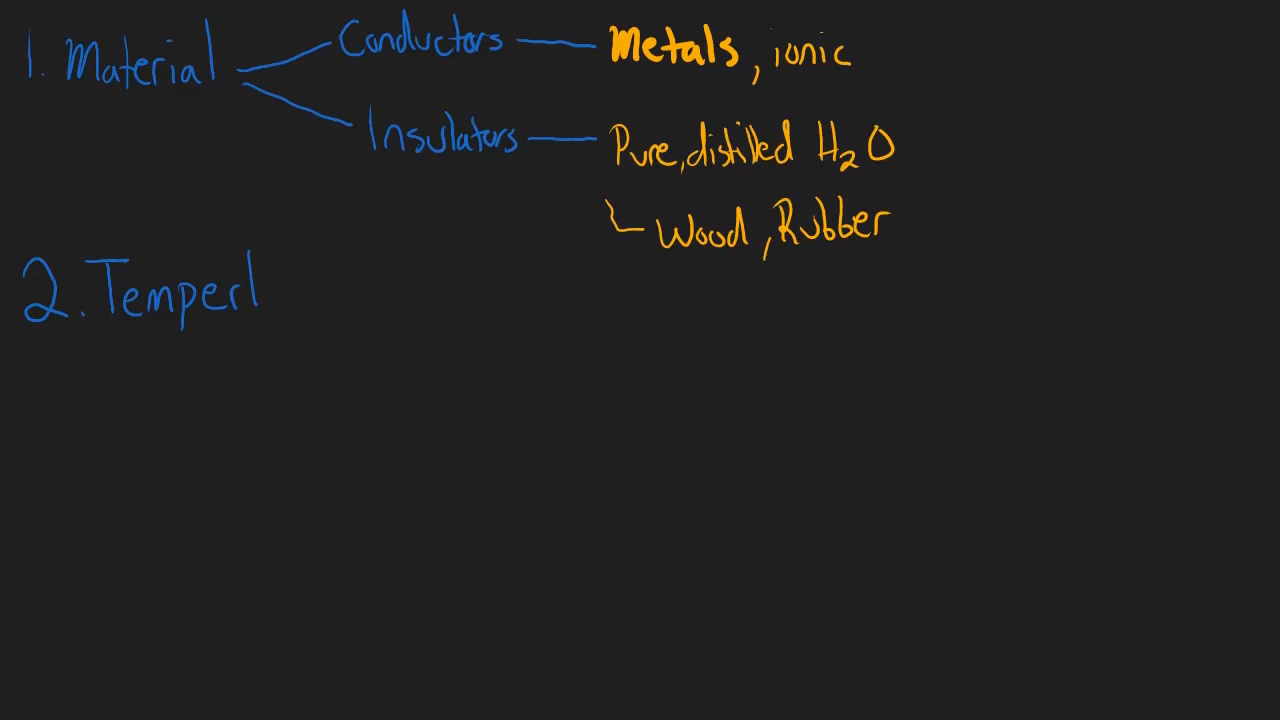 1. Material
Conductors
Metals, ionic
Insulators
Pure, distilled H₂O
Wood, Rubber
2. Temper